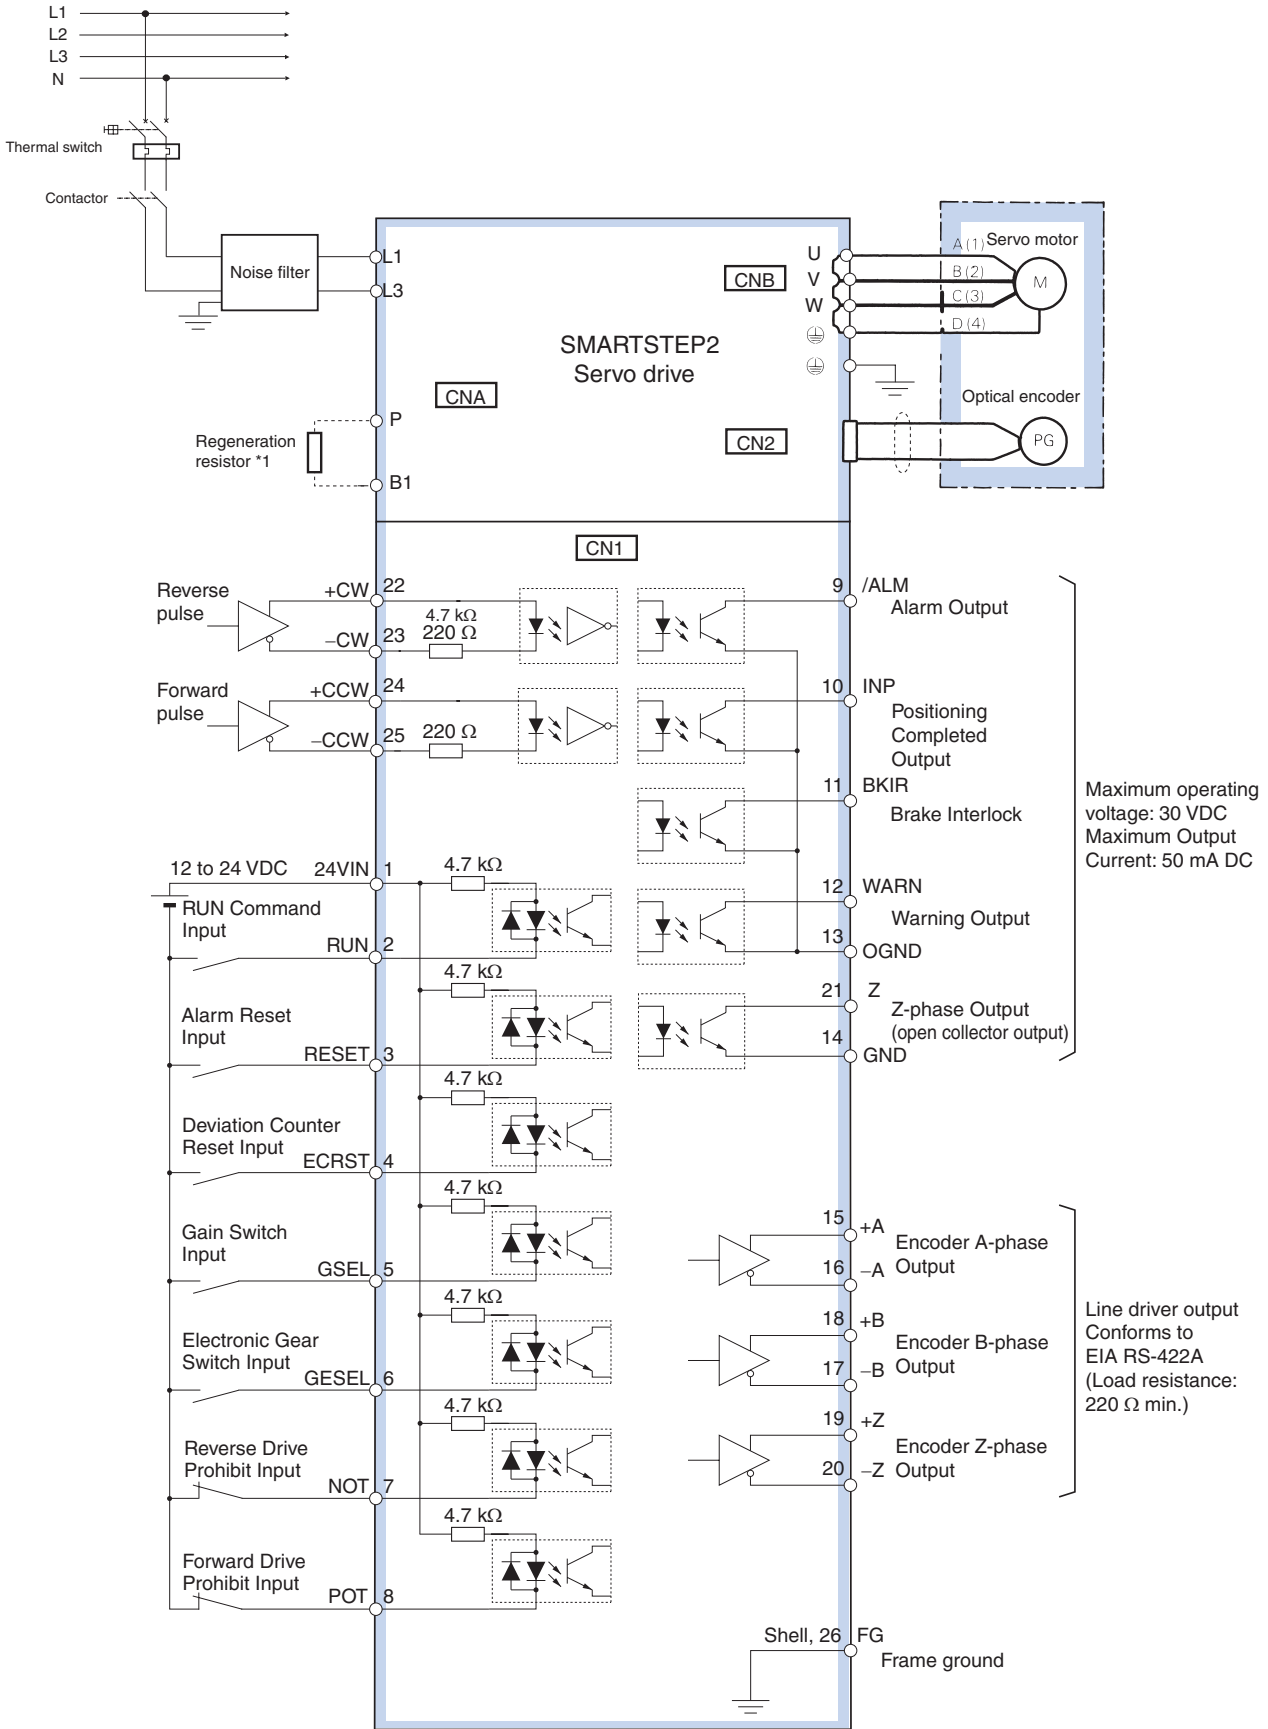 L1
L2
L3
N
Thermal switch
Contactor
Noise filter
L1
L3
SMARTSTEP2
Servo drive
CNA
CNB
CN2
U
V
W
A (1)
B (2)
C (3)
D (4)
Servo motor
M
Optical encoder
PG
P
Regeneration
resistor *1
B1
CN1
Reverse
pulse
+CW
22
4.7 kΩ
220 Ω
–CW
23
Forward
pulse
+CCW
24
–CCW
25
220 Ω
9
/ALM
Alarm Output
10
INP
Positioning
Completed
Output
11
BKIR
Brake Interlock
12
WARN
Warning Output
13
OGND
21
Z
Z-phase Output
(open collector output)
14
GND
Maximum operating
voltage: 30 VDC
Maximum Output
Current: 50 mA DC
12 to 24 VDC
24VIN
1
4.7 kΩ
RUN Command
Input
RUN
2
4.7 kΩ
Alarm Reset
Input
RESET
3
4.7 kΩ
Deviation Counter
Reset Input
ECRST
4
4.7 kΩ
Gain Switch
Input
GSEL
5
4.7 kΩ
Electronic Gear
Switch Input
GESEL
6
4.7 kΩ
Reverse Drive
Prohibit Input
NOT
7
4.7 kΩ
Forward Drive
Prohibit Input
POT
8
15
+A
Encoder A-phase
Output
16
–A
18
+B
Encoder B-phase
Output
17
–B
19
+Z
Encoder Z-phase
Output
20
–Z
Line driver output
Conforms to
EIA RS-422A
(Load resistance:
220 Ω min.)
Shell, 26
FG
Frame ground